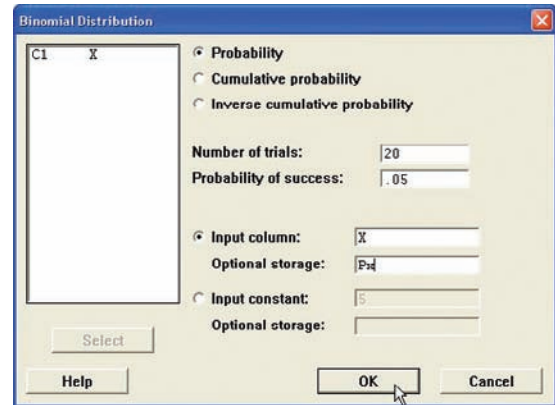 Binomial Distribution
C1 X
Probability
Cumulative probability
Inverse cumulative probability
Number of trials: 20
Probability of success: .05
Input column: X
Optional storage: Px
Input constant: 5
Optional storage:
Select
Help OK Cancel